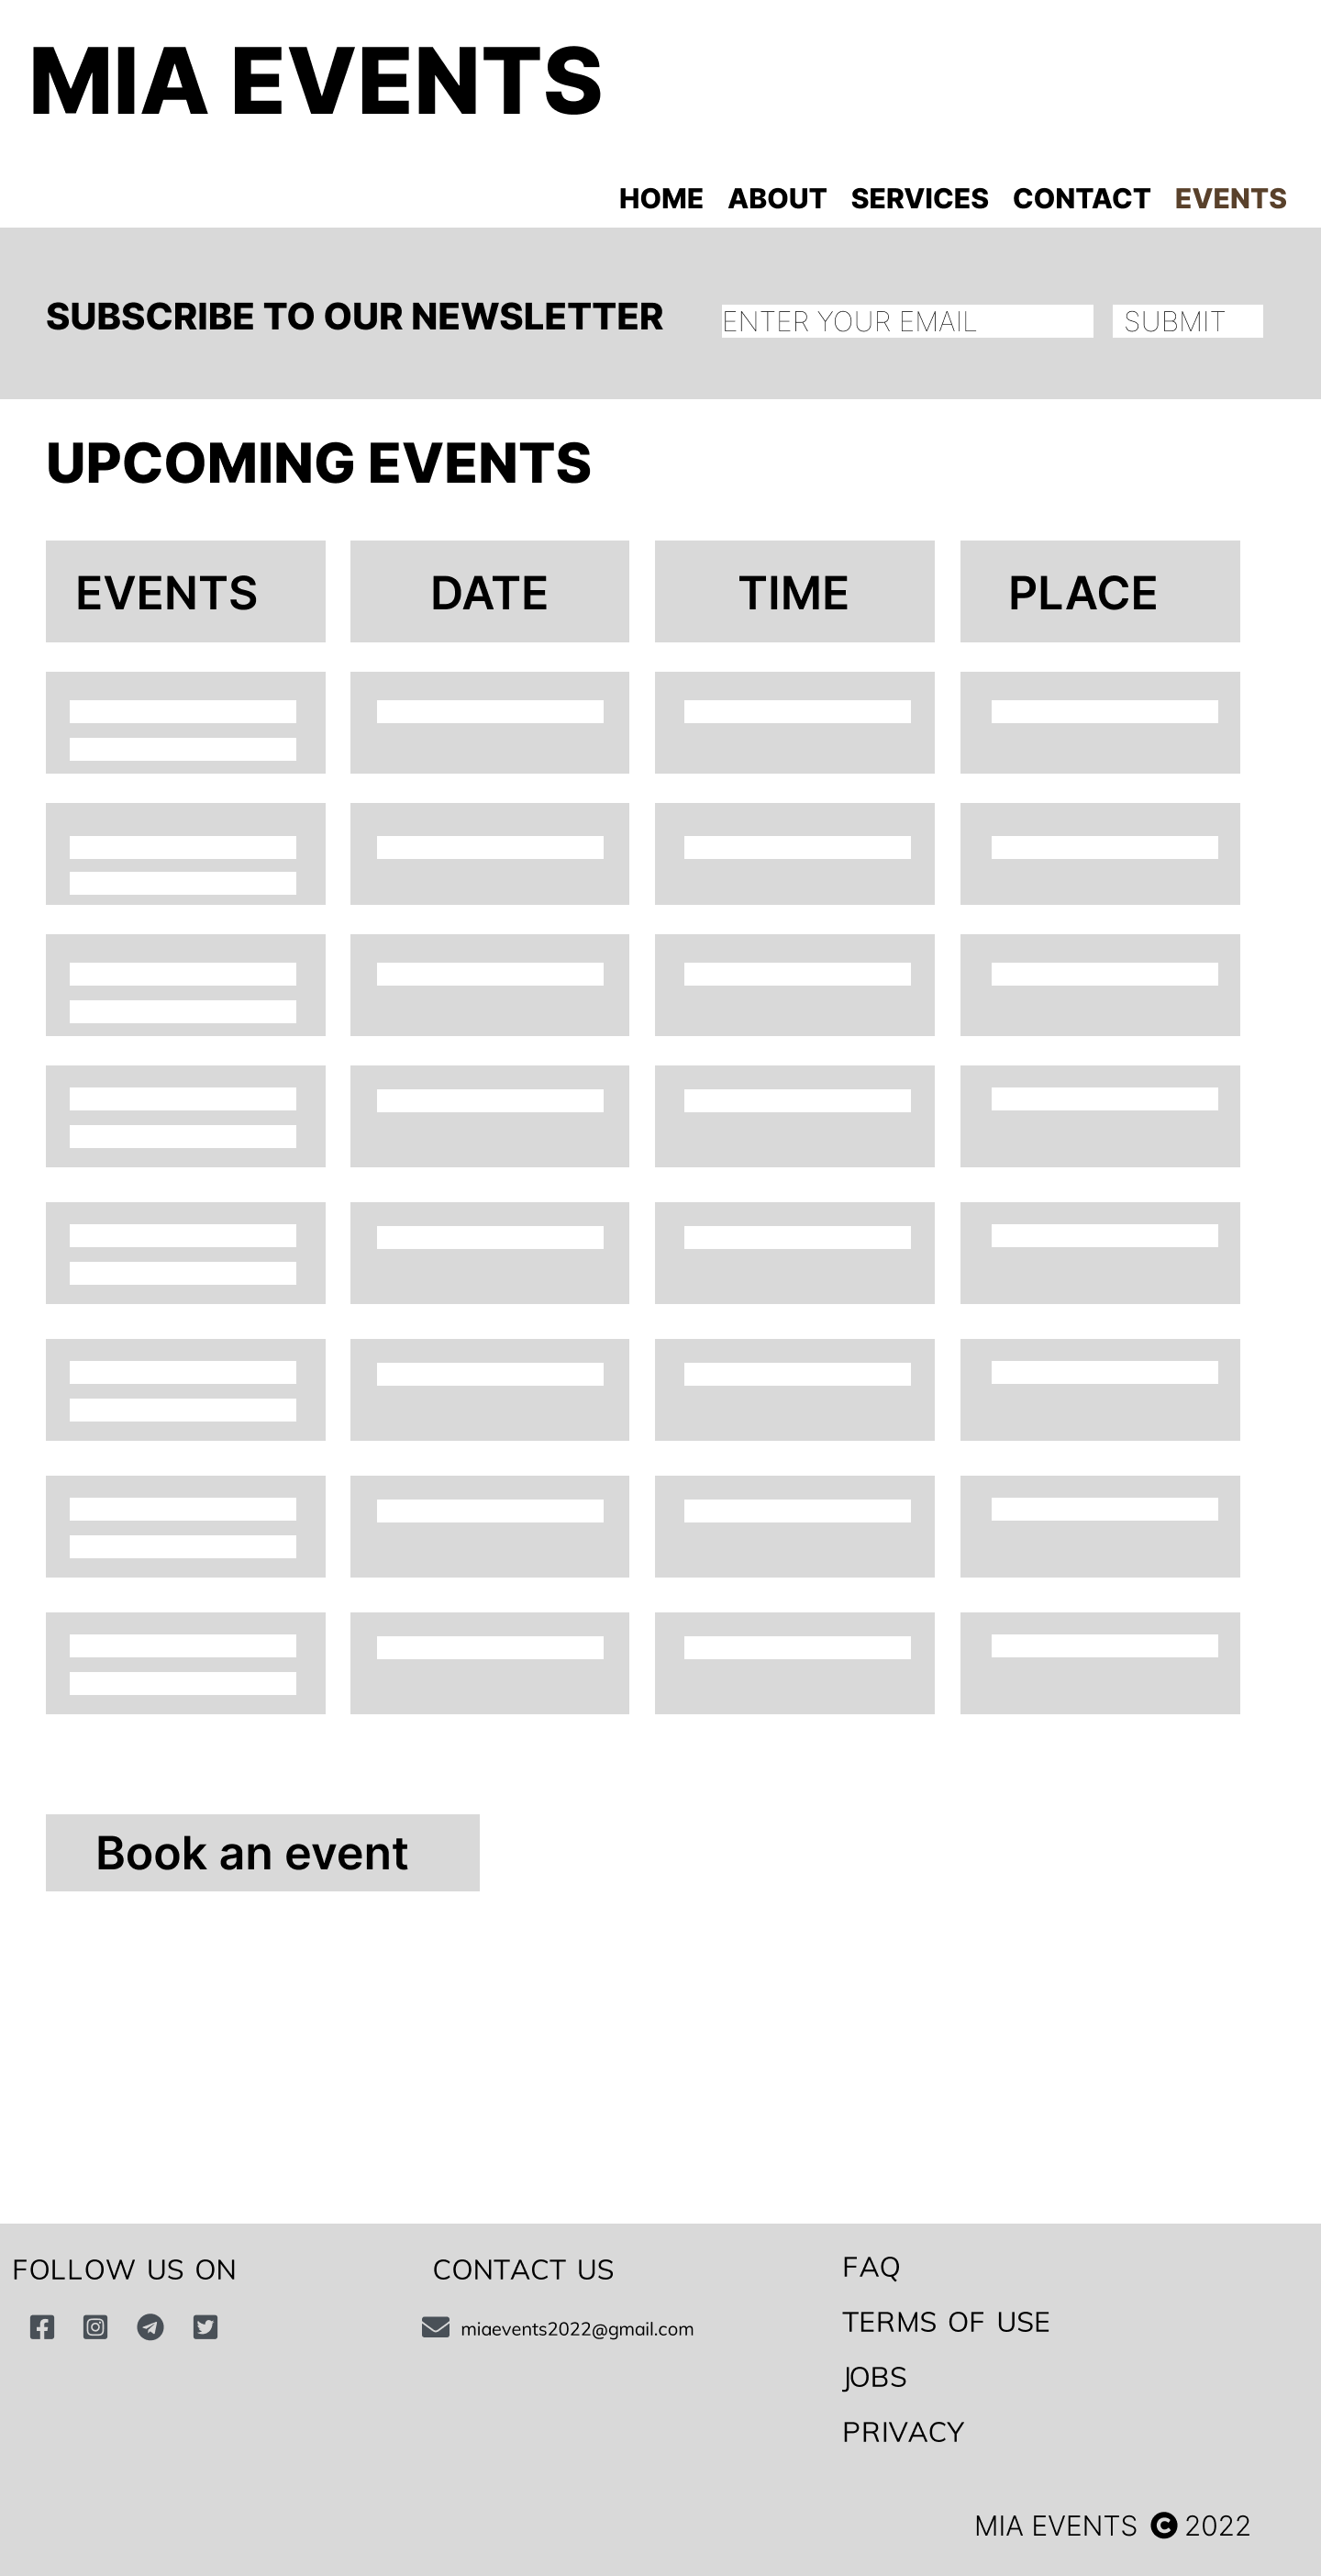 MIA EVENTS
HOME ABOUT SERVICES CONTACT EVENTS
SUBSCRIBE TO OUR NEWSLETTER ENTER YOUR EMAIL SUBMIT
UPCOMING EVENTS
EVENTS DATE TIME PLACE
Book an event
FOLLOW US ON
CONTACT US
miaevents2022@gmail.com
FAQ
TERMS OF USE
JOBS
PRIVACY
MIA EVENTS © 2022